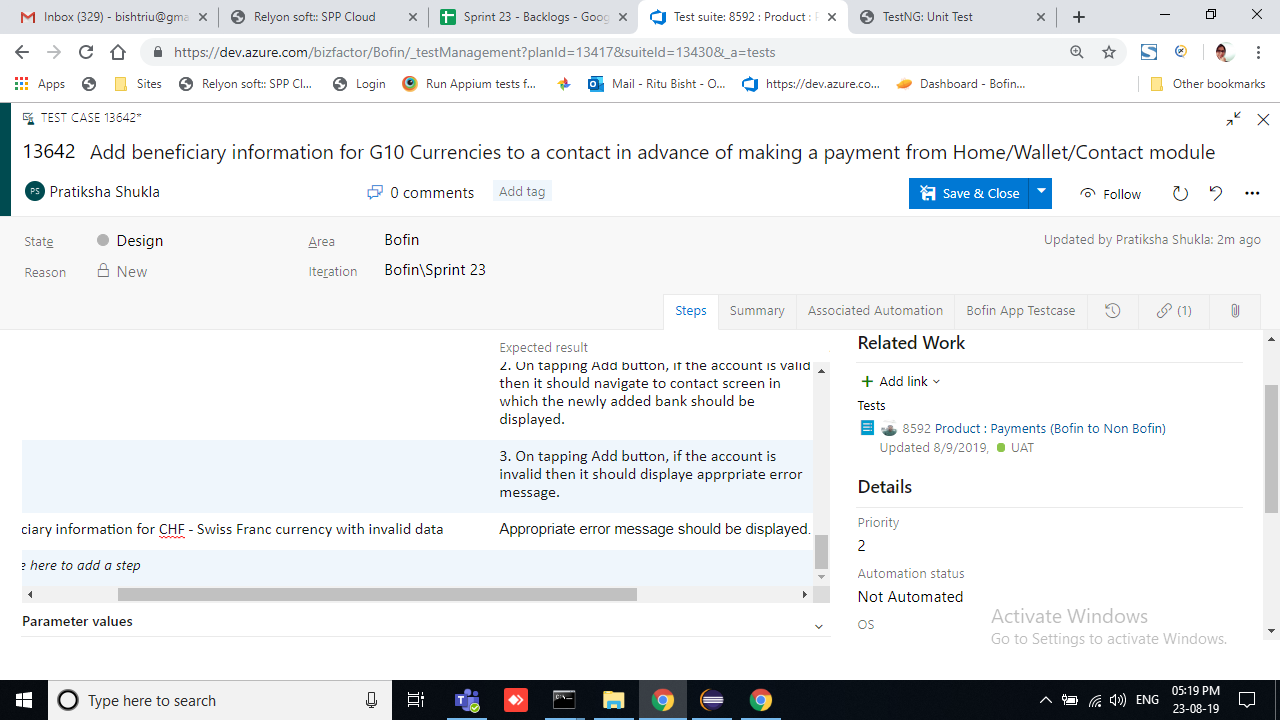 Inbox (329) - bishtriu@gma
Relyon soft:: SPP Cloud
Sprint 23 - Backlogs - Goog
Test suite: 8592 : Product : P
TestNG: Unit Test
https://dev.azure.com/bizfactor/Bofin/_testManagement?planId=13417&suiteId=13430&_a=tests
Apps
Sites
Relyon soft:: SPP Cl...
Login
Run Appium tests f...
Mail - Ritu Bisht - O...
https://dev.azure.co...
Dashboard - Bofin...
Other bookmarks
TEST CASE 13642*
13642 Add beneficiary information for G10 Currencies to a contact in advance of making a payment from Home/Wallet/Contact module
PS Pratiksha Shukla
0 comments
Add tag
Save & Close
Follow
State Design
Area Bofin
Updated by Pratiksha Shukla: 2m ago
Reason New
Iteration Bofin\Sprint 23
Steps
Summary
Associated Automation
Bofin App Testcase
(1)
Expected result
2. On tapping Add button, if the account is valid
then it should navigate to contact screen in
which the newly added bank should be
displayed.
3. On tapping Add button, if the account is
invalid then it should displaye apprpriate error
message.
ciary information for CHF - Swiss Franc currency with invalid data
Appropriate error message should be displayed.
e here to add a step
Parameter values
Related Work
Add link
Tests
8592 Product : Payments (Bofin to Non Bofin)
Updated 8/9/2019, UAT
Details
Priority
2
Automation status
Not Automated
OS
Activate Windows
Go to Settings to activate Windows.
Type here to search
ENG
05:19 PM
23-08-19